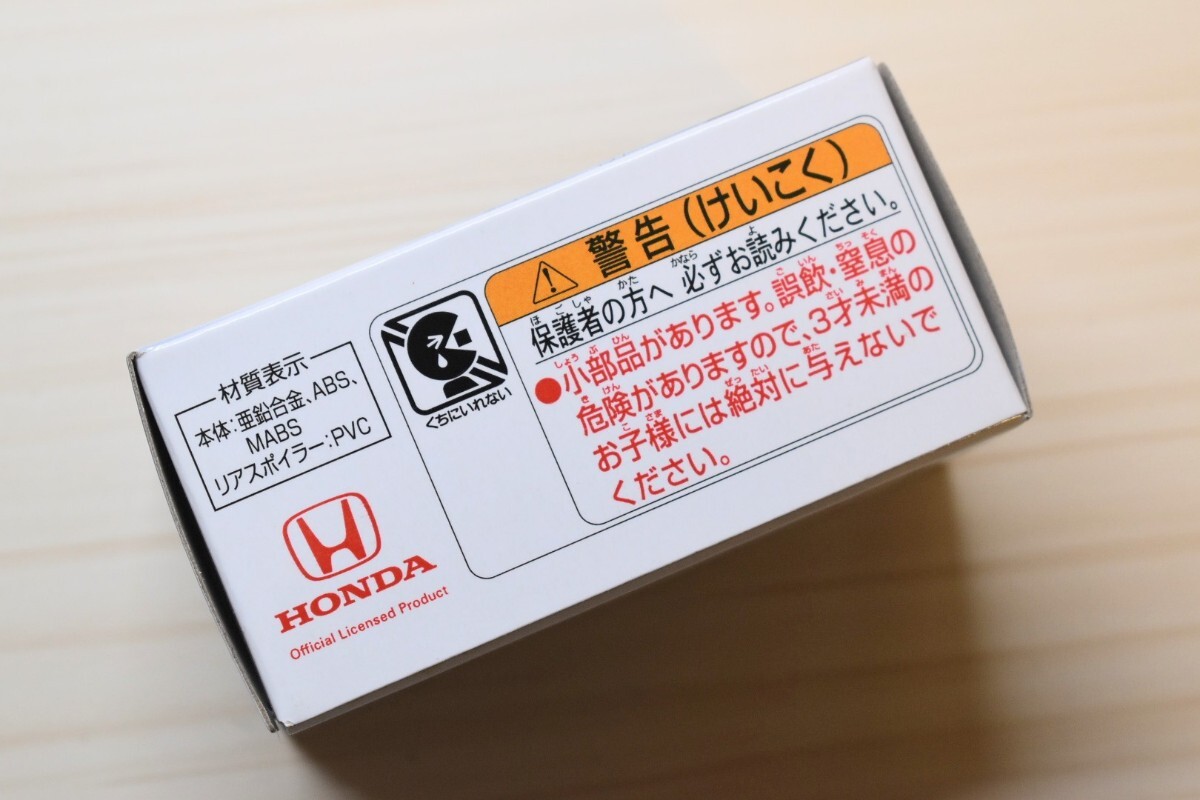 材質表示
本体:亜鉛合金、ABS、
MABS
リアスポイラー:PVC
HONDA
Official Licensed Product
くちにいれない
警告(けいこく)
保護者の方へ 必ずお読みください。
●小部品があります。誤飲・窒息の
危険がありますので、3才未満の
お子様には絶対に与えないで
ください。